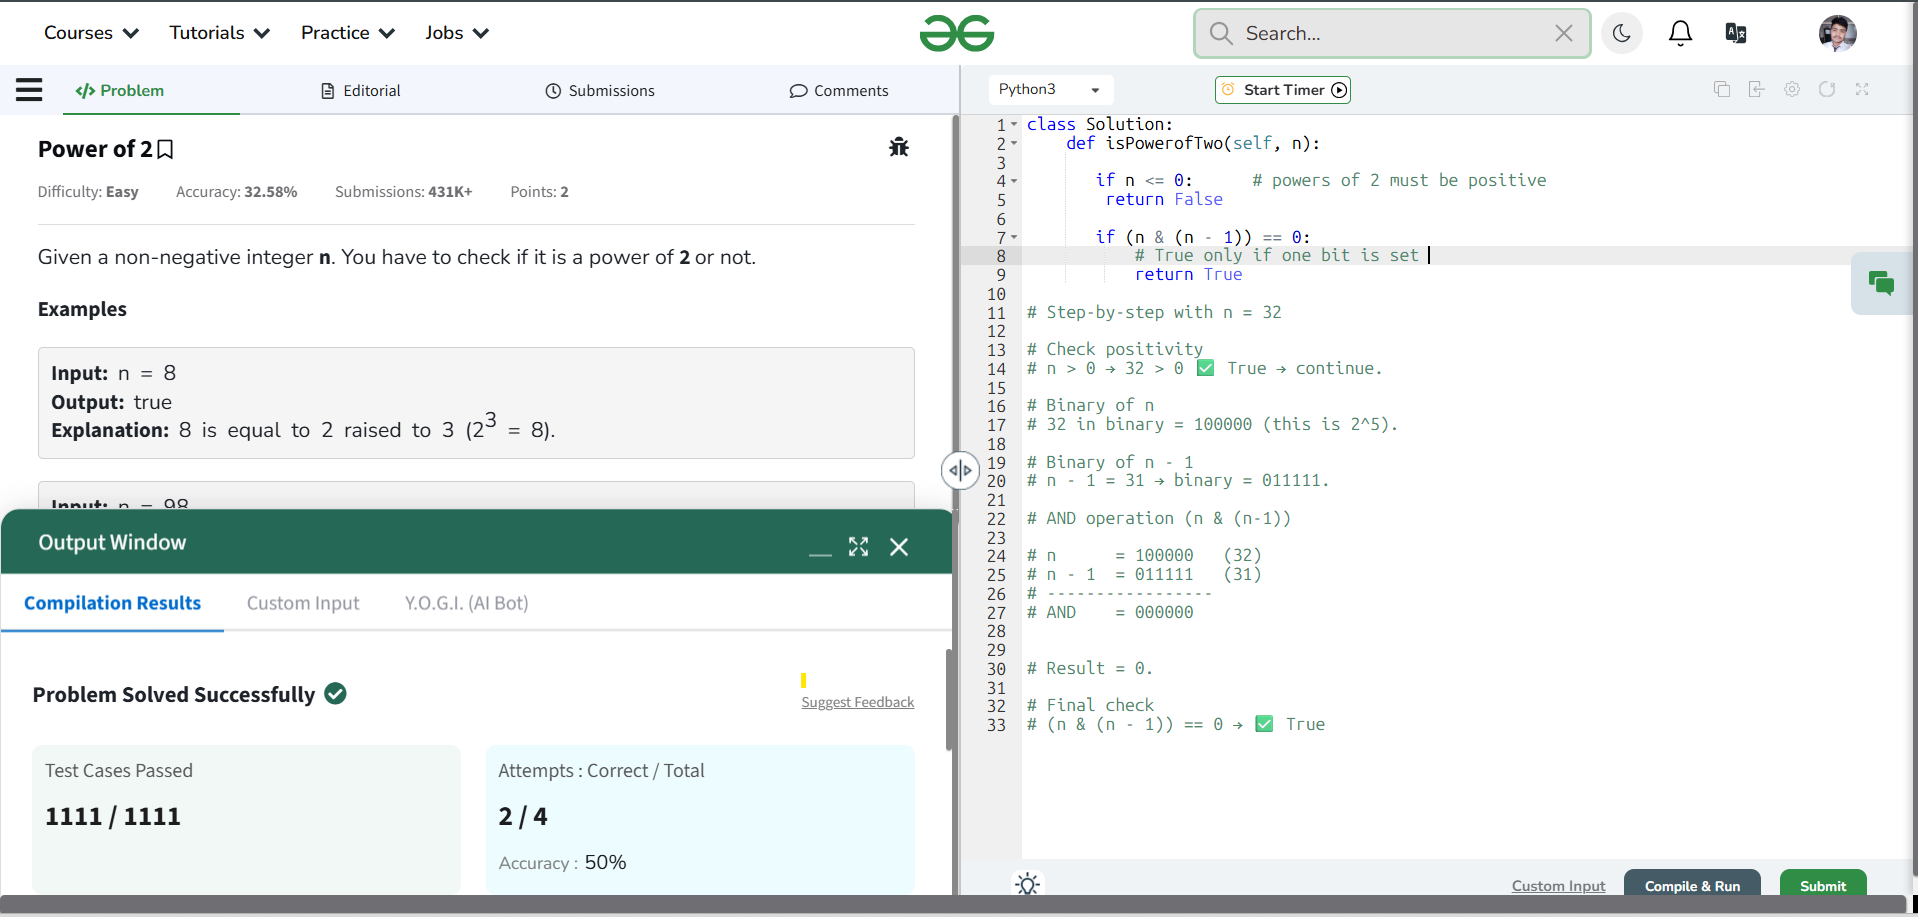 Courses Tutorials Practice Jobs
Search...
Problem Editorial Submissions Comments
Python3 Start Timer
Power of 2
Difficulty: Easy Accuracy: 32.58% Submissions: 431K+ Points: 2
Given a non-negative integer n. You have to check if it is a power of 2 or not.
Examples
Input: n = 8
Output: true
Explanation: 8 is equal to 2 raised to 3 (2^3 = 8).
Input: n = 98
Output Window
Compilation Results Custom Input Y.O.G.I. (AI Bot)
Problem Solved Successfully
Suggest Feedback
Test Cases Passed
1111 / 1111
Attempts : Correct / Total
2 / 4
Accuracy : 50%
1 class Solution:
2     def isPowerofTwo(self, n):
3
4        if n <= 0:      # powers of 2 must be positive
5         return False
6
7        if (n & (n - 1)) == 0:
8            # True only if one bit is set
9            return True
10
11 # Step-by-step with n = 32
12
13 # Check positivity
14 # n > 0 → 32 > 0 ✅ True → continue.
15
16 # Binary of n
17 # 32 in binary = 100000 (this is 2^5).
18
19 # Binary of n - 1
20 # n - 1 = 31 → binary = 011111.
21
22 # AND operation (n & (n-1))
23
24 # n      = 100000   (32)
25 # n - 1  = 011111   (31)
26 # -----------------
27 # AND    = 000000
28
29
30 # Result = 0.
31
32 # Final check
33 # (n & (n - 1)) == 0 → ✅ True
Custom Input Compile & Run Submit